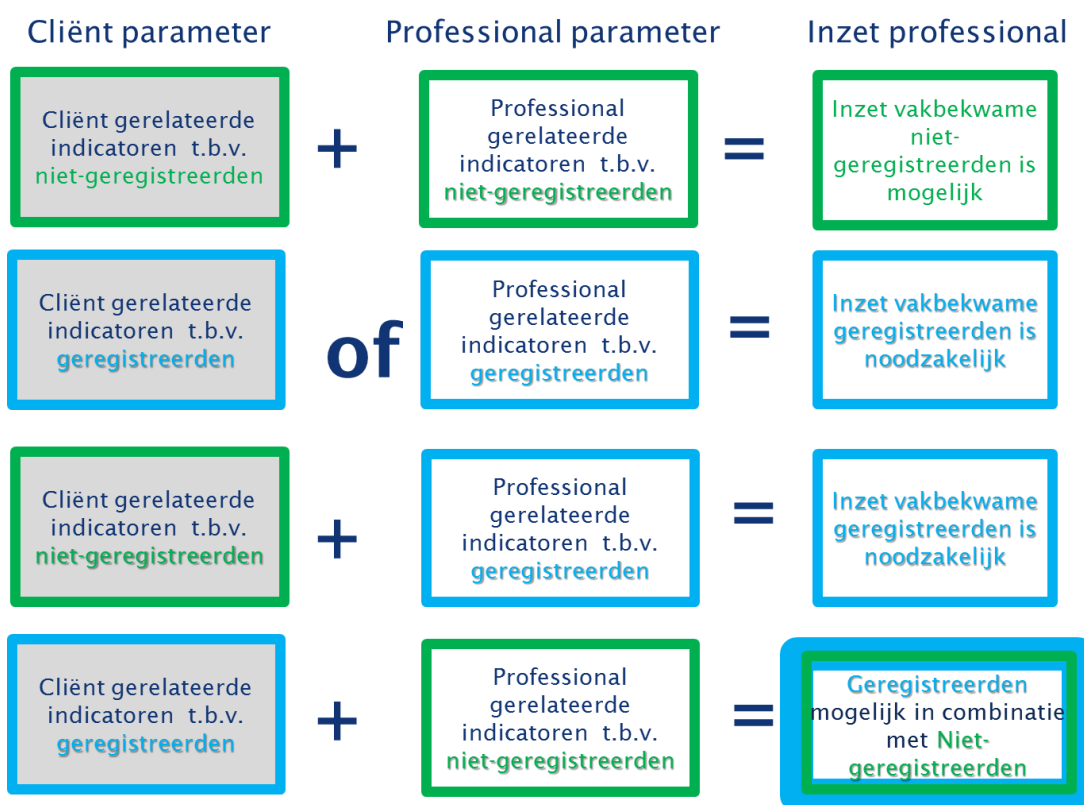 Cliënt parameter
Professional parameter
Inzet professional
Cliënt gerelateerde
indicatoren t.b.v.
niet-geregistreerden
+
Professional
gerelateerde
indicatoren t.b.v.
niet-geregistreerden
=
Inzet vakbekwame
niet-
geregistreerden is
mogelijk
Cliënt gerelateerde
indicatoren t.b.v.
geregistreerden
of
Professional
gerelateerde
indicatoren t.b.v.
geregistreerden
=
Inzet vakbekwame
geregistreerden is
noodzakelijk
Cliënt gerelateerde
indicatoren t.b.v.
niet-geregistreerden
+
Professional
gerelateerde
indicatoren t.b.v.
geregistreerden
=
Inzet vakbekwame
geregistreerden is
noodzakelijk
Cliënt gerelateerde
indicatoren t.b.v.
geregistreerden
+
Professional
gerelateerde
indicatoren t.b.v.
niet-geregistreerden
=
Geregistreerden
mogelijk in combinatie
met Niet-
geregistreerden